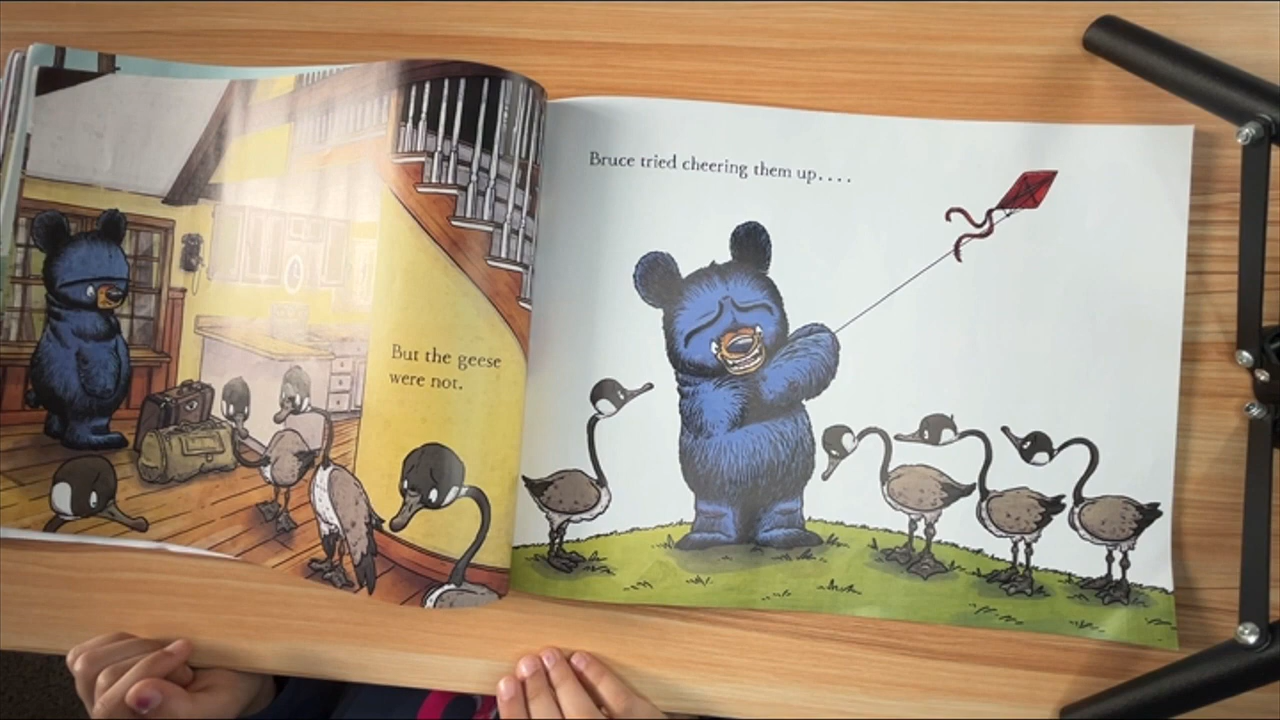 But the geese
were not.
Bruce tried cheering them up....